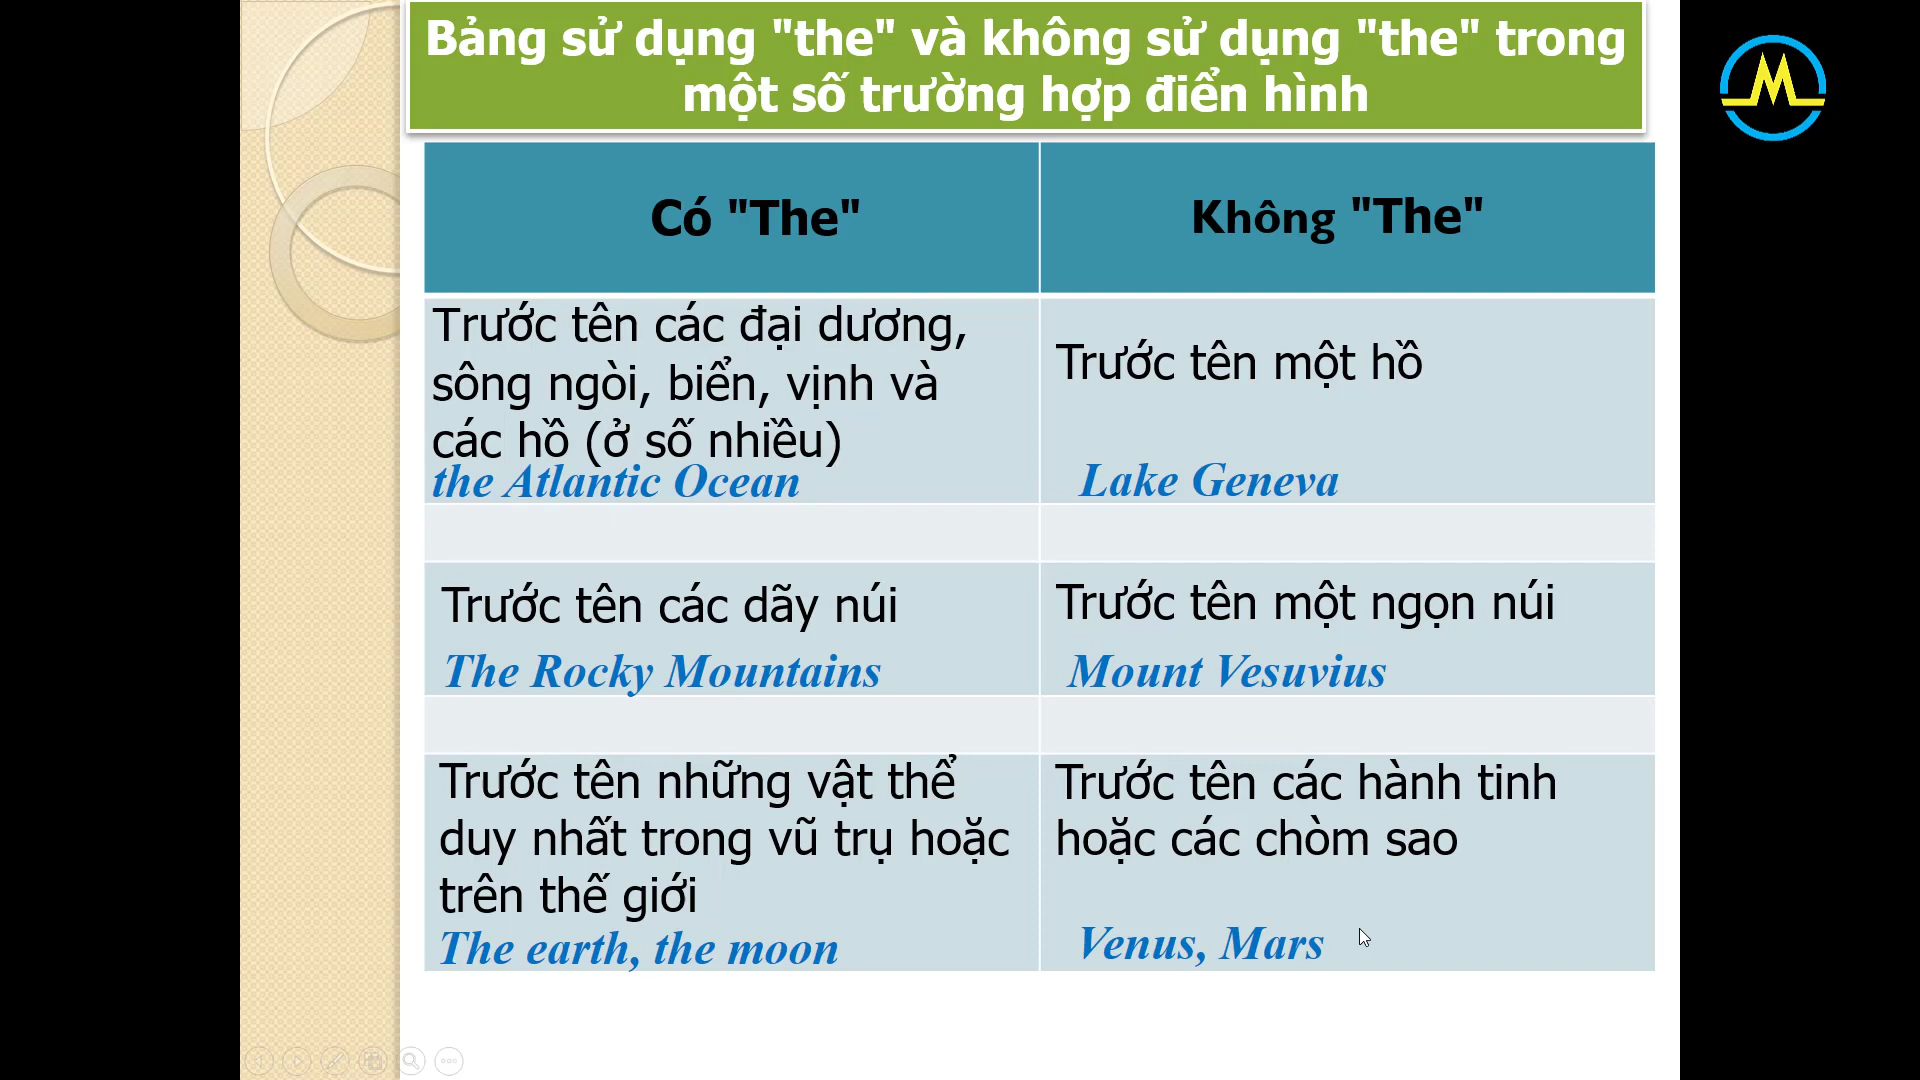 Bảng sử dụng "the" và không sử dụng "the" trong
một số trường hợp điển hình
Có "The"
Không "The"
Trước tên các đại dương,
sông ngòi, biển, vịnh và
các hồ (ở số nhiều)
the Atlantic Ocean
Trước tên một hồ
Lake Geneva
Trước tên các dãy núi
The Rocky Mountains
Trước tên một ngọn núi
Mount Vesuvius
Trước tên những vật thể
duy nhất trong vũ trụ hoặc
trên thế giới
The earth, the moon
Trước tên các hành tinh
hoặc các chòm sao
Venus, Mars